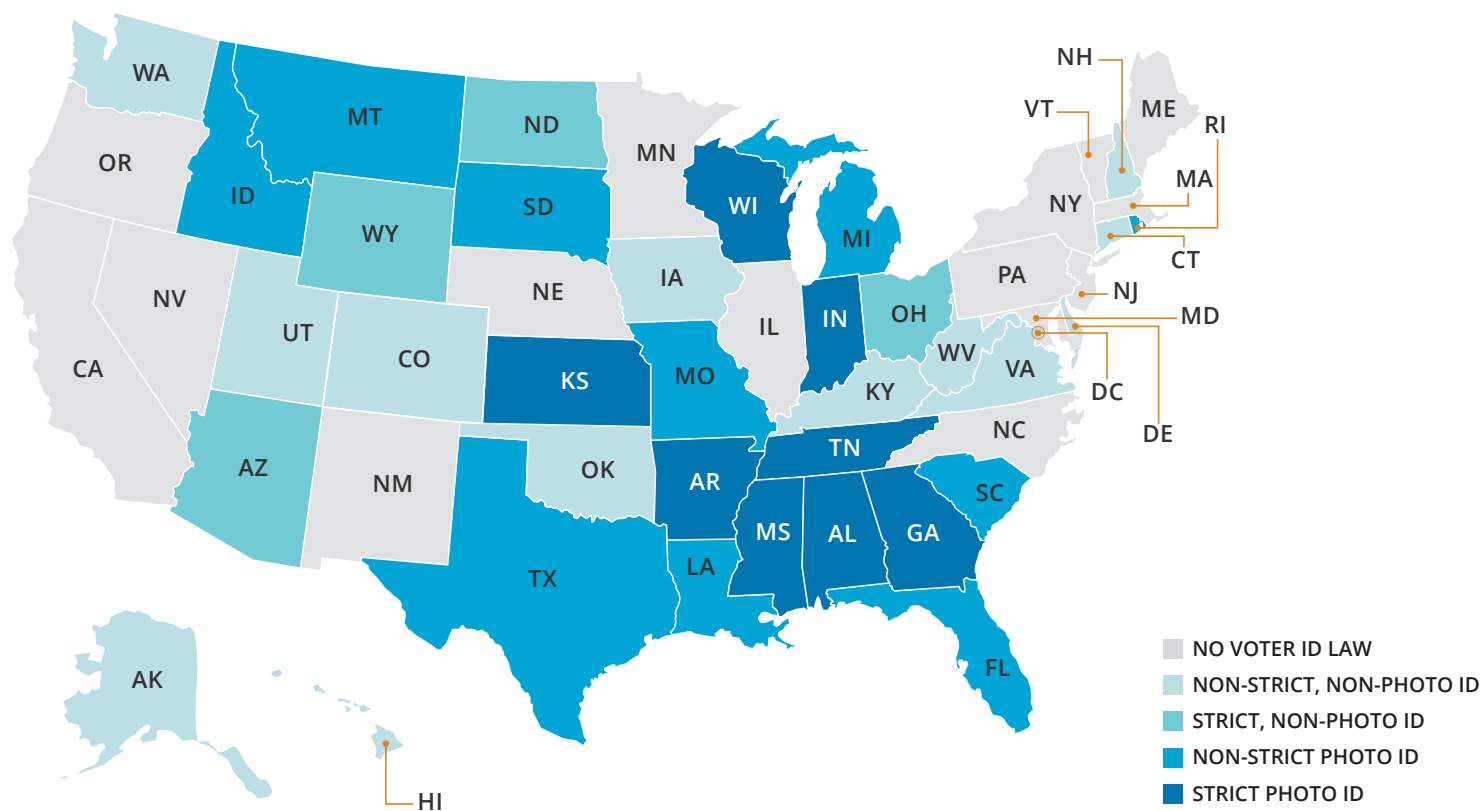 NH
WA
ME
VT
RI
MT
ND
OR
MN
MA
ID
SD
WI
NY
WY
MI
CT
IA
PA
NE
NJ
NV
OH
MD
UT
IL
IN
CO
WV
VA
CA
KS
MO
KY
DC
NC
DE
TN
AZ
OK
AR
NM
SC
MS
AL
GA
LA
TX
NO VOTER ID LAW
FL
AK
NON-STRICT, NON-PHOTO ID
STRICT, NON-PHOTO ID
NON-STRICT PHOTO ID
STRICT PHOTO ID
HI